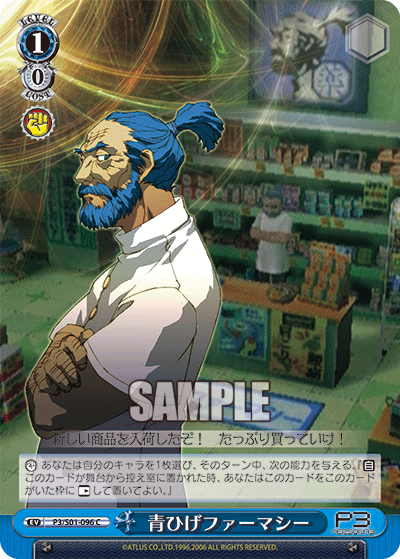 LEVEL
1
0
COST
薬
SAMPLE
新しい商品を入荷したぞ！　たっぷり買っていけ！
あなたは自分のキャラを1枚選び、そのターン中、次の能力を与える。『
このカードが舞台から控室に置かれた時、あなたはこのカードをこのカード
がいた枠に して置いてよい。』
EV P3/S01-096 C 青ひげファーマシー P3 PERSONA3
©ATLUS CO.,LTD.1996,2006 ALL RIGHTS RESERVED.